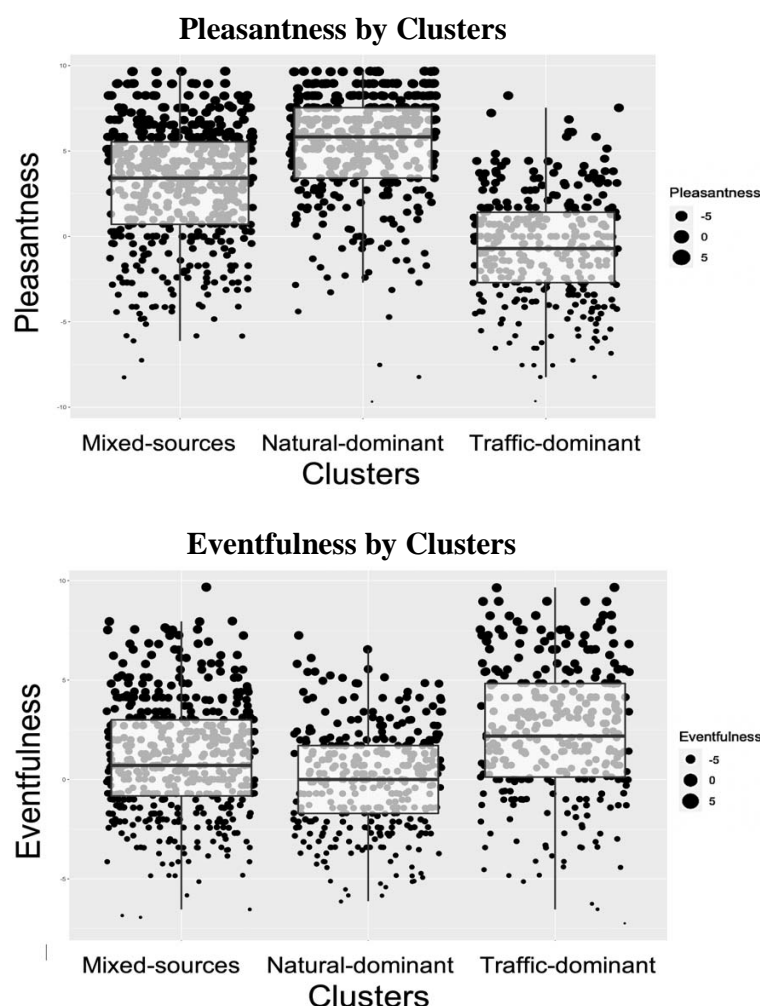 Pleasantness by Clusters
10
5
0
-5
-10
Pleasantness
Pleasantness
-5
0
5
Mixed-sources Natural-dominant Traffic-dominant
Clusters
Eventfulness by Clusters
10
5
0
-5
Eventfulness
Eventfulness
-5
0
5
Mixed-sources Natural-dominant Traffic-dominant
Clusters